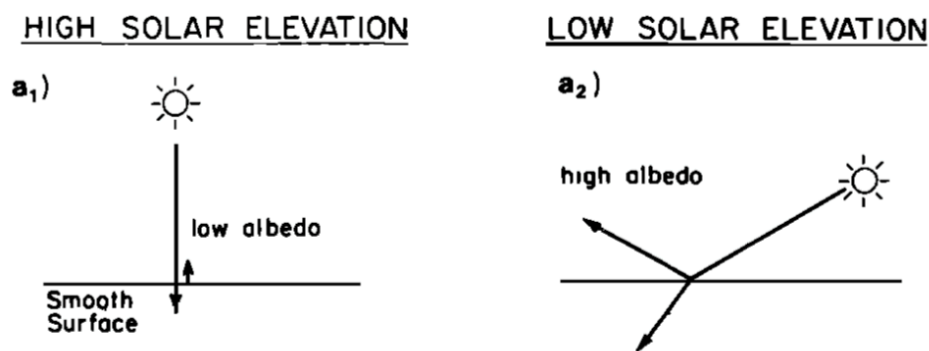 HIGH SOLAR ELEVATION
LOW SOLAR ELEVATION
a₁)
a₂)
high albedo
low albedo
Smooth
Surface